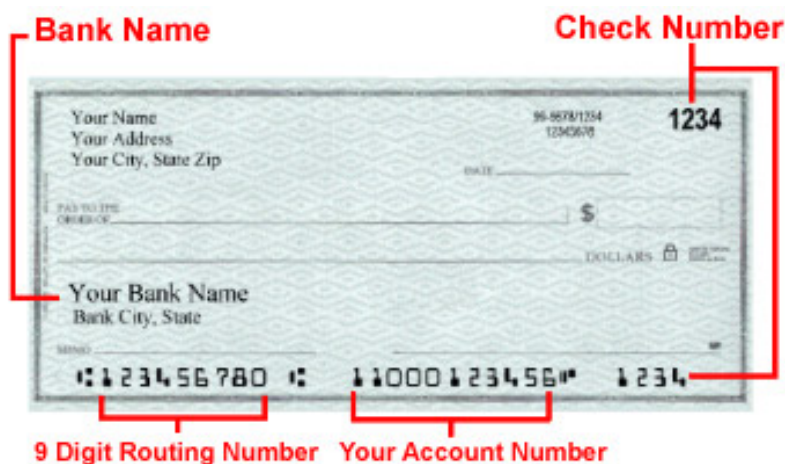 Bank Name
Check Number
Your Name
Your Address
Your City, State Zip
1234
DATE
PAY TO THE
ORDER OF
$
DOLLARS
Your Bank Name
Bank City, State
MEMO
⑆123456780⑆ 11000123456⑈ 1234
9 Digit Routing Number Your Account Number